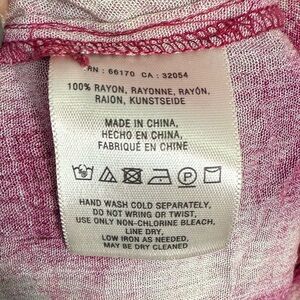 RN : 66170 CA : 32054
100% RAYON, RAYONNE, RAYÓN,
RAION, KUNSTSEIDE
MADE IN CHINA,
HECHO EN CHINA,
FABRIQUÉ EN CHINE
P
HAND WASH COLD SEPARATELY,
DO NOT WRING OR TWIST,
USE ONLY NON-CHLORINE BLEACH,
LINE DRY,
LOW IRON AS NEEDED,
MAY BE DRY CLEANED